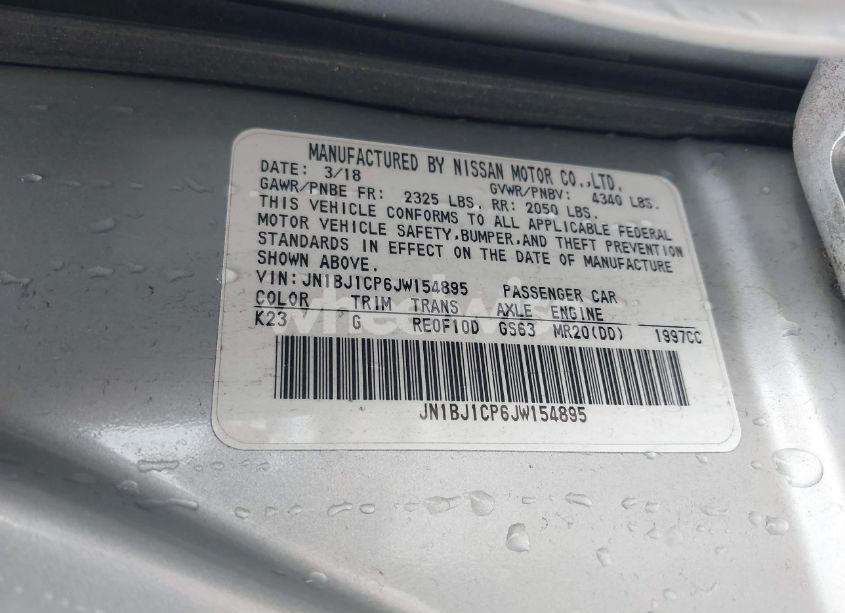 MANUFACTURED BY NISSAN MOTOR CO.,LTD.
DATE: 3/18 GVWR/PNBV: 4340 LBS.
GAWR/PNBE FR: 2325 LBS. RR: 2050 LBS.
THIS VEHICLE CONFORMS TO ALL APPLICABLE FEDERAL
MOTOR VEHICLE SAFETY,BUMPER,AND THEFT PREVENTION
STANDARDS IN EFFECT ON THE DATE OF MANUFACTURE
SHOWN ABOVE.
VIN:JN1BJ1CP6JW154895 PASSENGER CAR
COLOR TRIM TRANS AXLE ENGINE
K23 G RE0F10D GS63 MR20(DD) 1997CC
JN1BJ1CP6JW154895